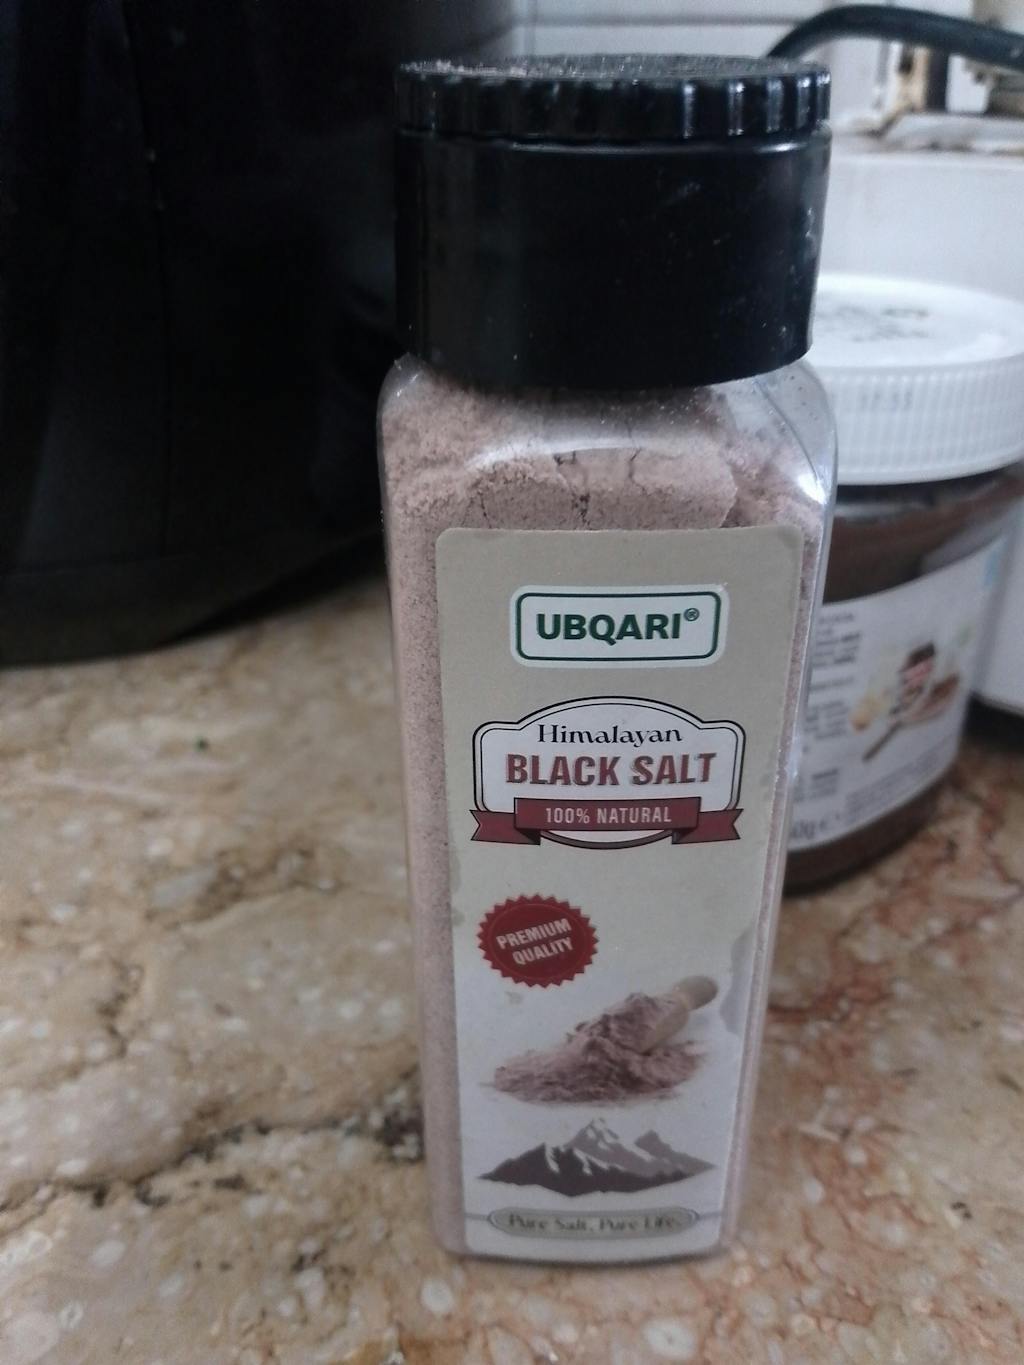 UBQARI®
Himalayan
BLACK SALT
100% NATURAL
PREMIUM
QUALITY
Pure Salt, Pure Life.